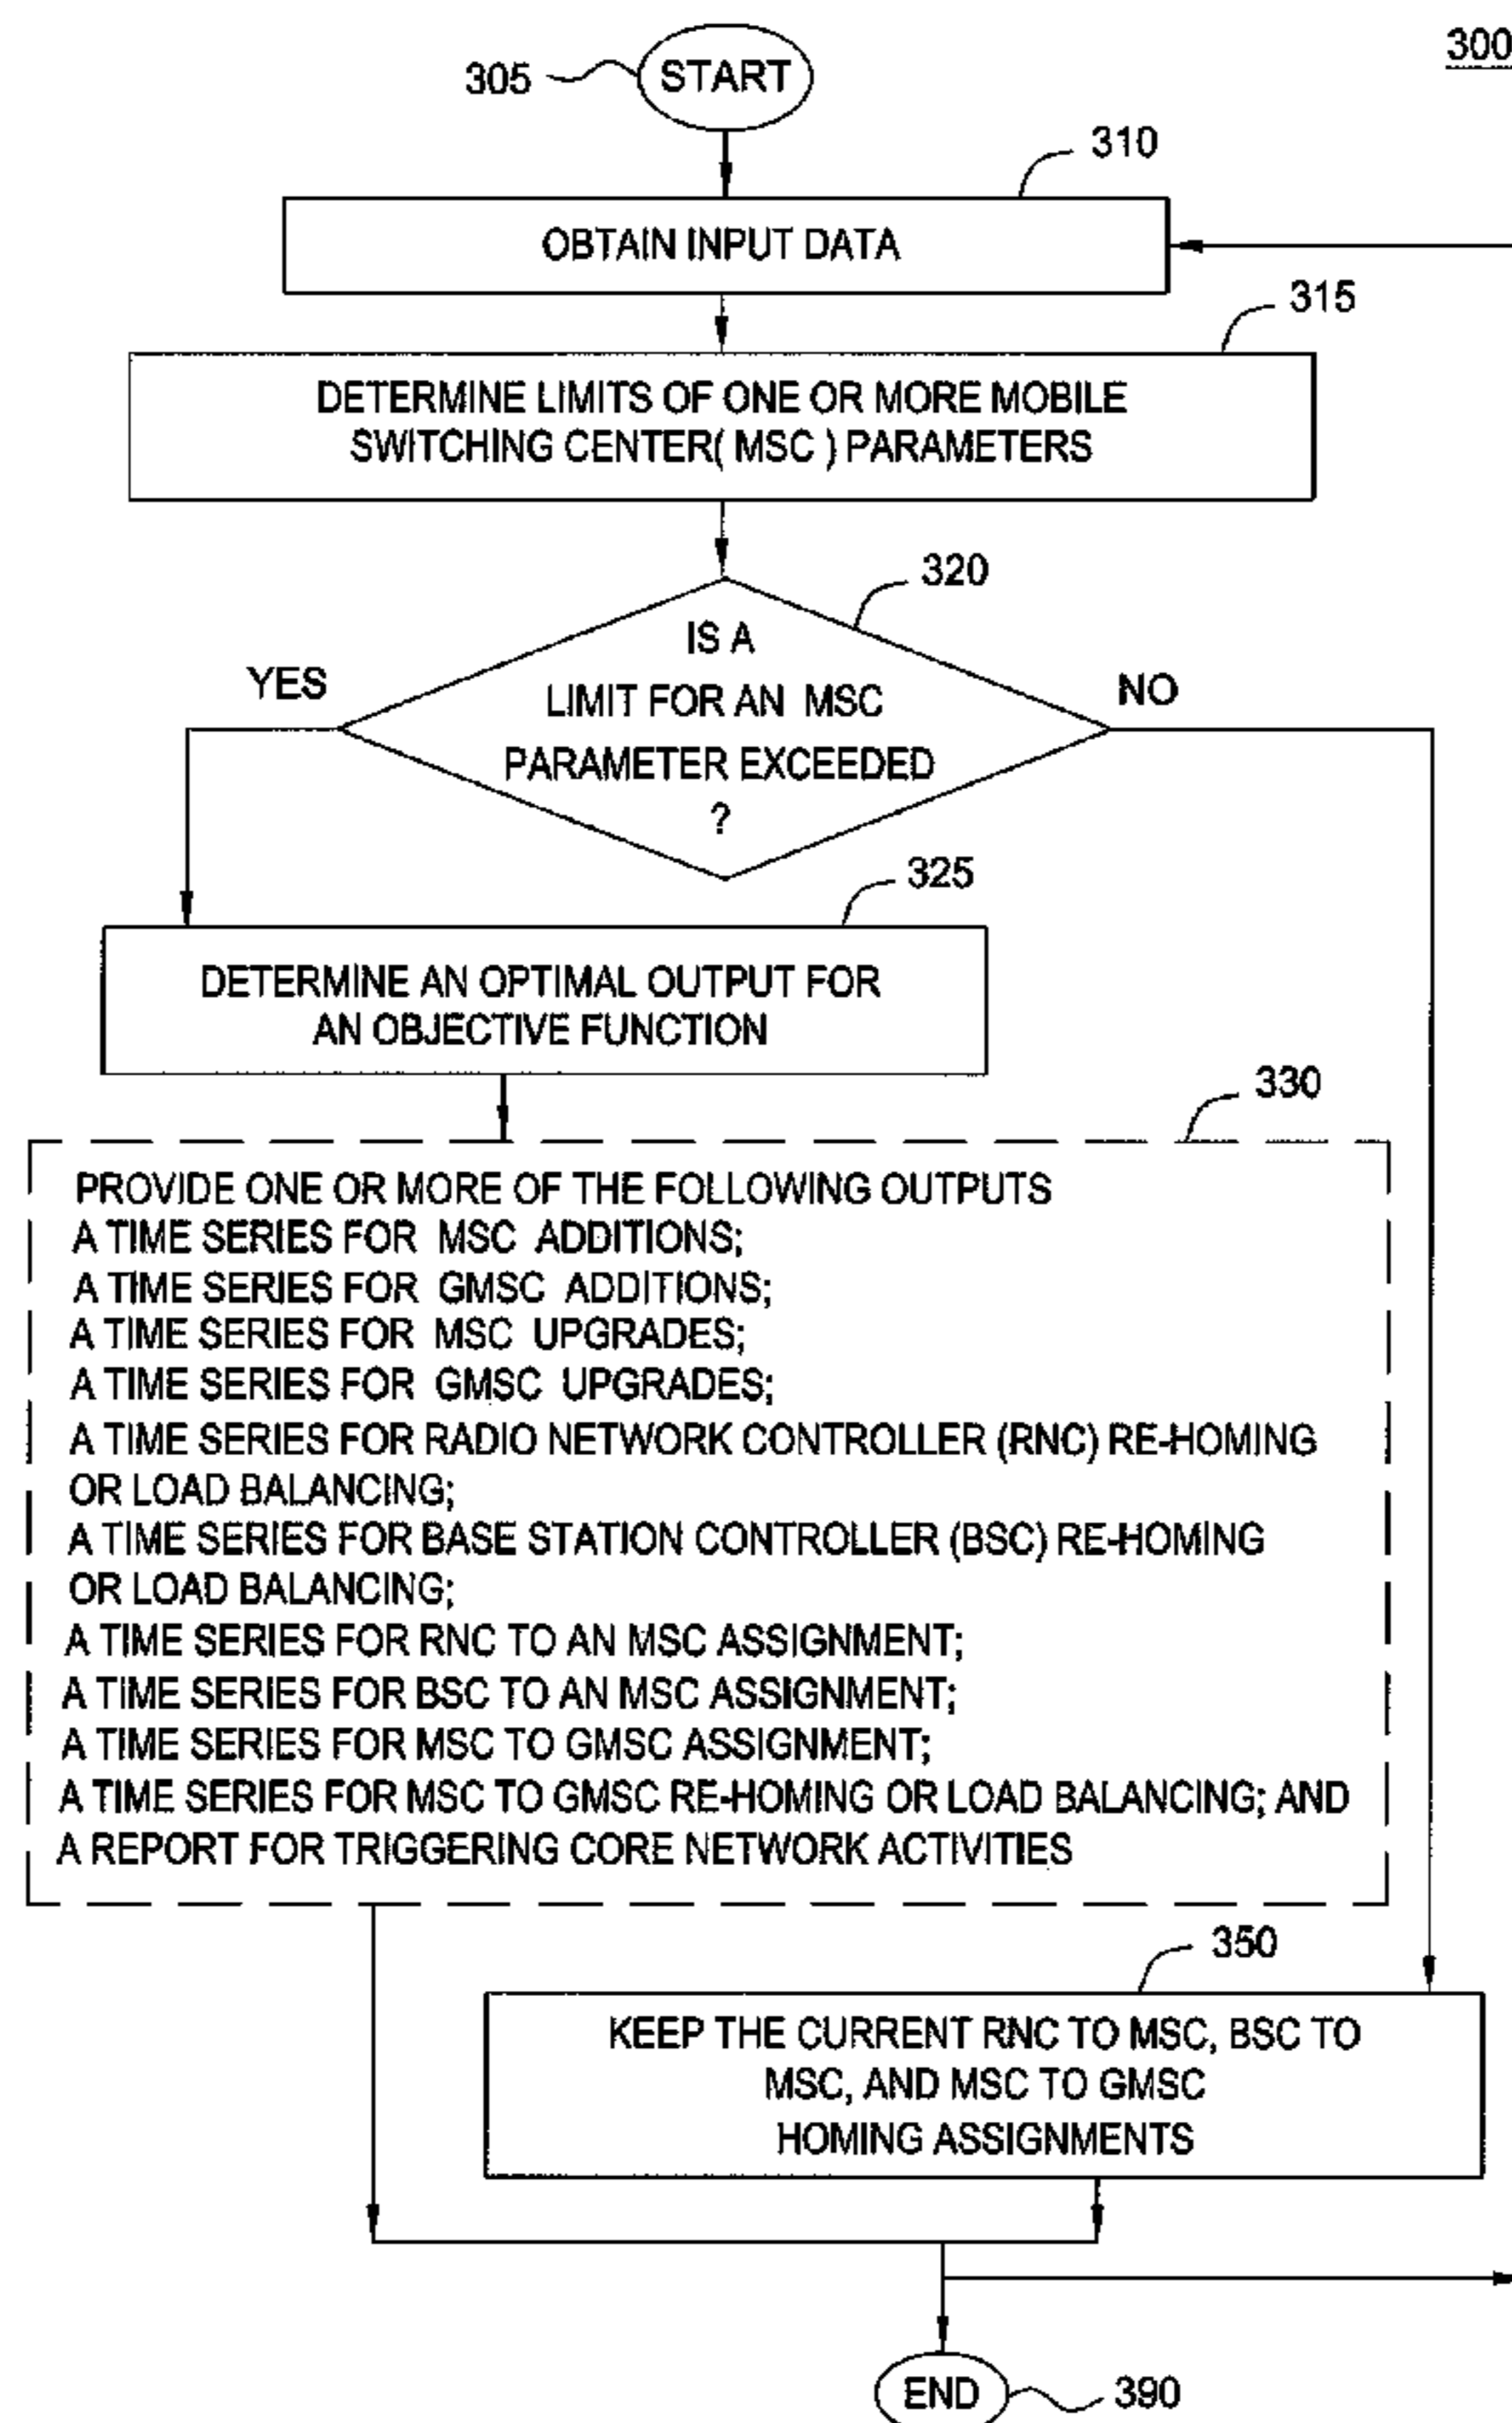 300
305
START
310
OBTAIN INPUT DATA
315
DETERMINE LIMITS OF ONE OR MORE MOBILE
SWITCHING CENTER( MSC ) PARAMETERS
320
IS A
LIMIT FOR AN MSC
PARAMETER EXCEEDED
?
YES
NO
325
DETERMINE AN OPTIMAL OUTPUT FOR
AN OBJECTIVE FUNCTION
330
PROVIDE ONE OR MORE OF THE FOLLOWING OUTPUTS
A TIME SERIES FOR MSC ADDITIONS;
A TIME SERIES FOR GMSC ADDITIONS;
A TIME SERIES FOR MSC UPGRADES;
A TIME SERIES FOR GMSC UPGRADES;
A TIME SERIES FOR RADIO NETWORK CONTROLLER (RNC) RE-HOMING
OR LOAD BALANCING;
A TIME SERIES FOR BASE STATION CONTROLLER (BSC) RE-HOMING
OR LOAD BALANCING;
A TIME SERIES FOR RNC TO AN MSC ASSIGNMENT;
A TIME SERIES FOR BSC TO AN MSC ASSIGNMENT;
A TIME SERIES FOR MSC TO GMSC ASSIGNMENT;
A TIME SERIES FOR MSC TO GMSC RE-HOMING OR LOAD BALANCING; AND
A REPORT FOR TRIGGERING CORE NETWORK ACTIVITIES
350
KEEP THE CURRENT RNC TO MSC, BSC TO
MSC, AND MSC TO GMSC
HOMING ASSIGNMENTS
END
390